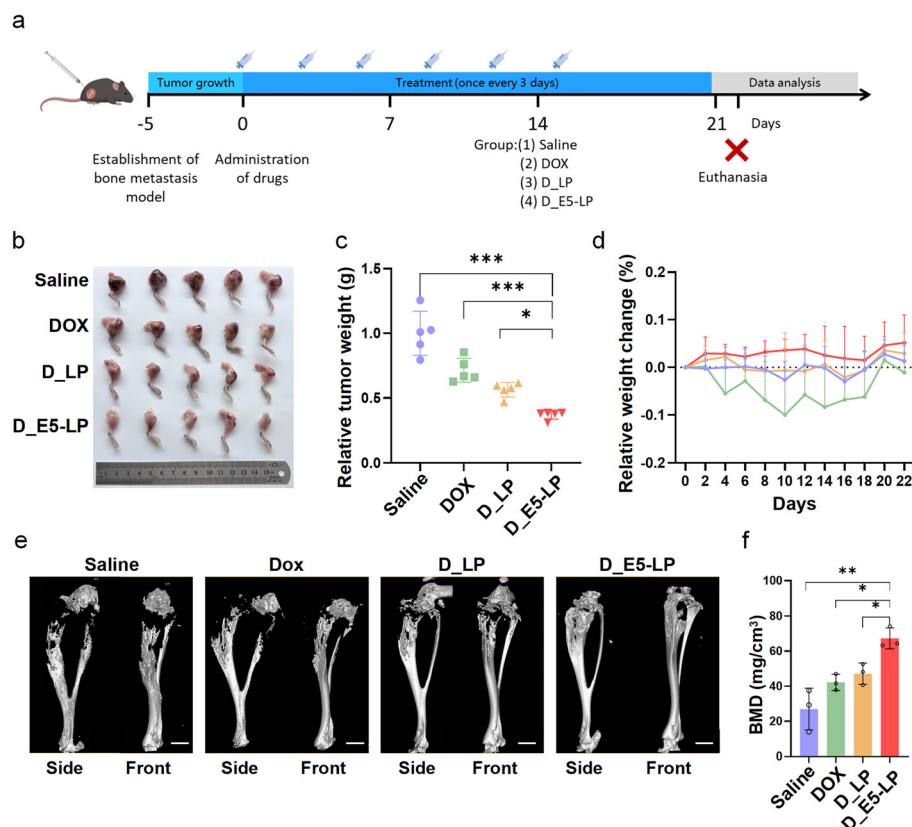 a
Tumor growth
Treatment (once every 3 days)
Data analysis
-5
0
7
14
21
Days
Establishment of
bone metastasis
model
Administration
of drugs
Group:(1) Saline
(2) DOX
(3) D_LP
(4) D_E5-LP
Euthanasia
b
Saline
DOX
D_LP
D_E5-LP
c
Relative tumor weight (g)
1.5
1.0
0.5
0.0
***
***
*
Saline
DOX
D_LP
D_E5-LP
d
Relative weight change (%)
0.2
0.1
0.0
-0.1
-0.2
0 2 4 6 8 10 12 14 16 18 20 22
Days
e
Saline
Dox
D_LP
D_E5-LP
Side Front
Side Front
Side Front
Side Front
f
BMD (mg/cm³)
100
80
60
40
20
0
**
*
*
Saline
DOX
D_LP
D_E5-LP